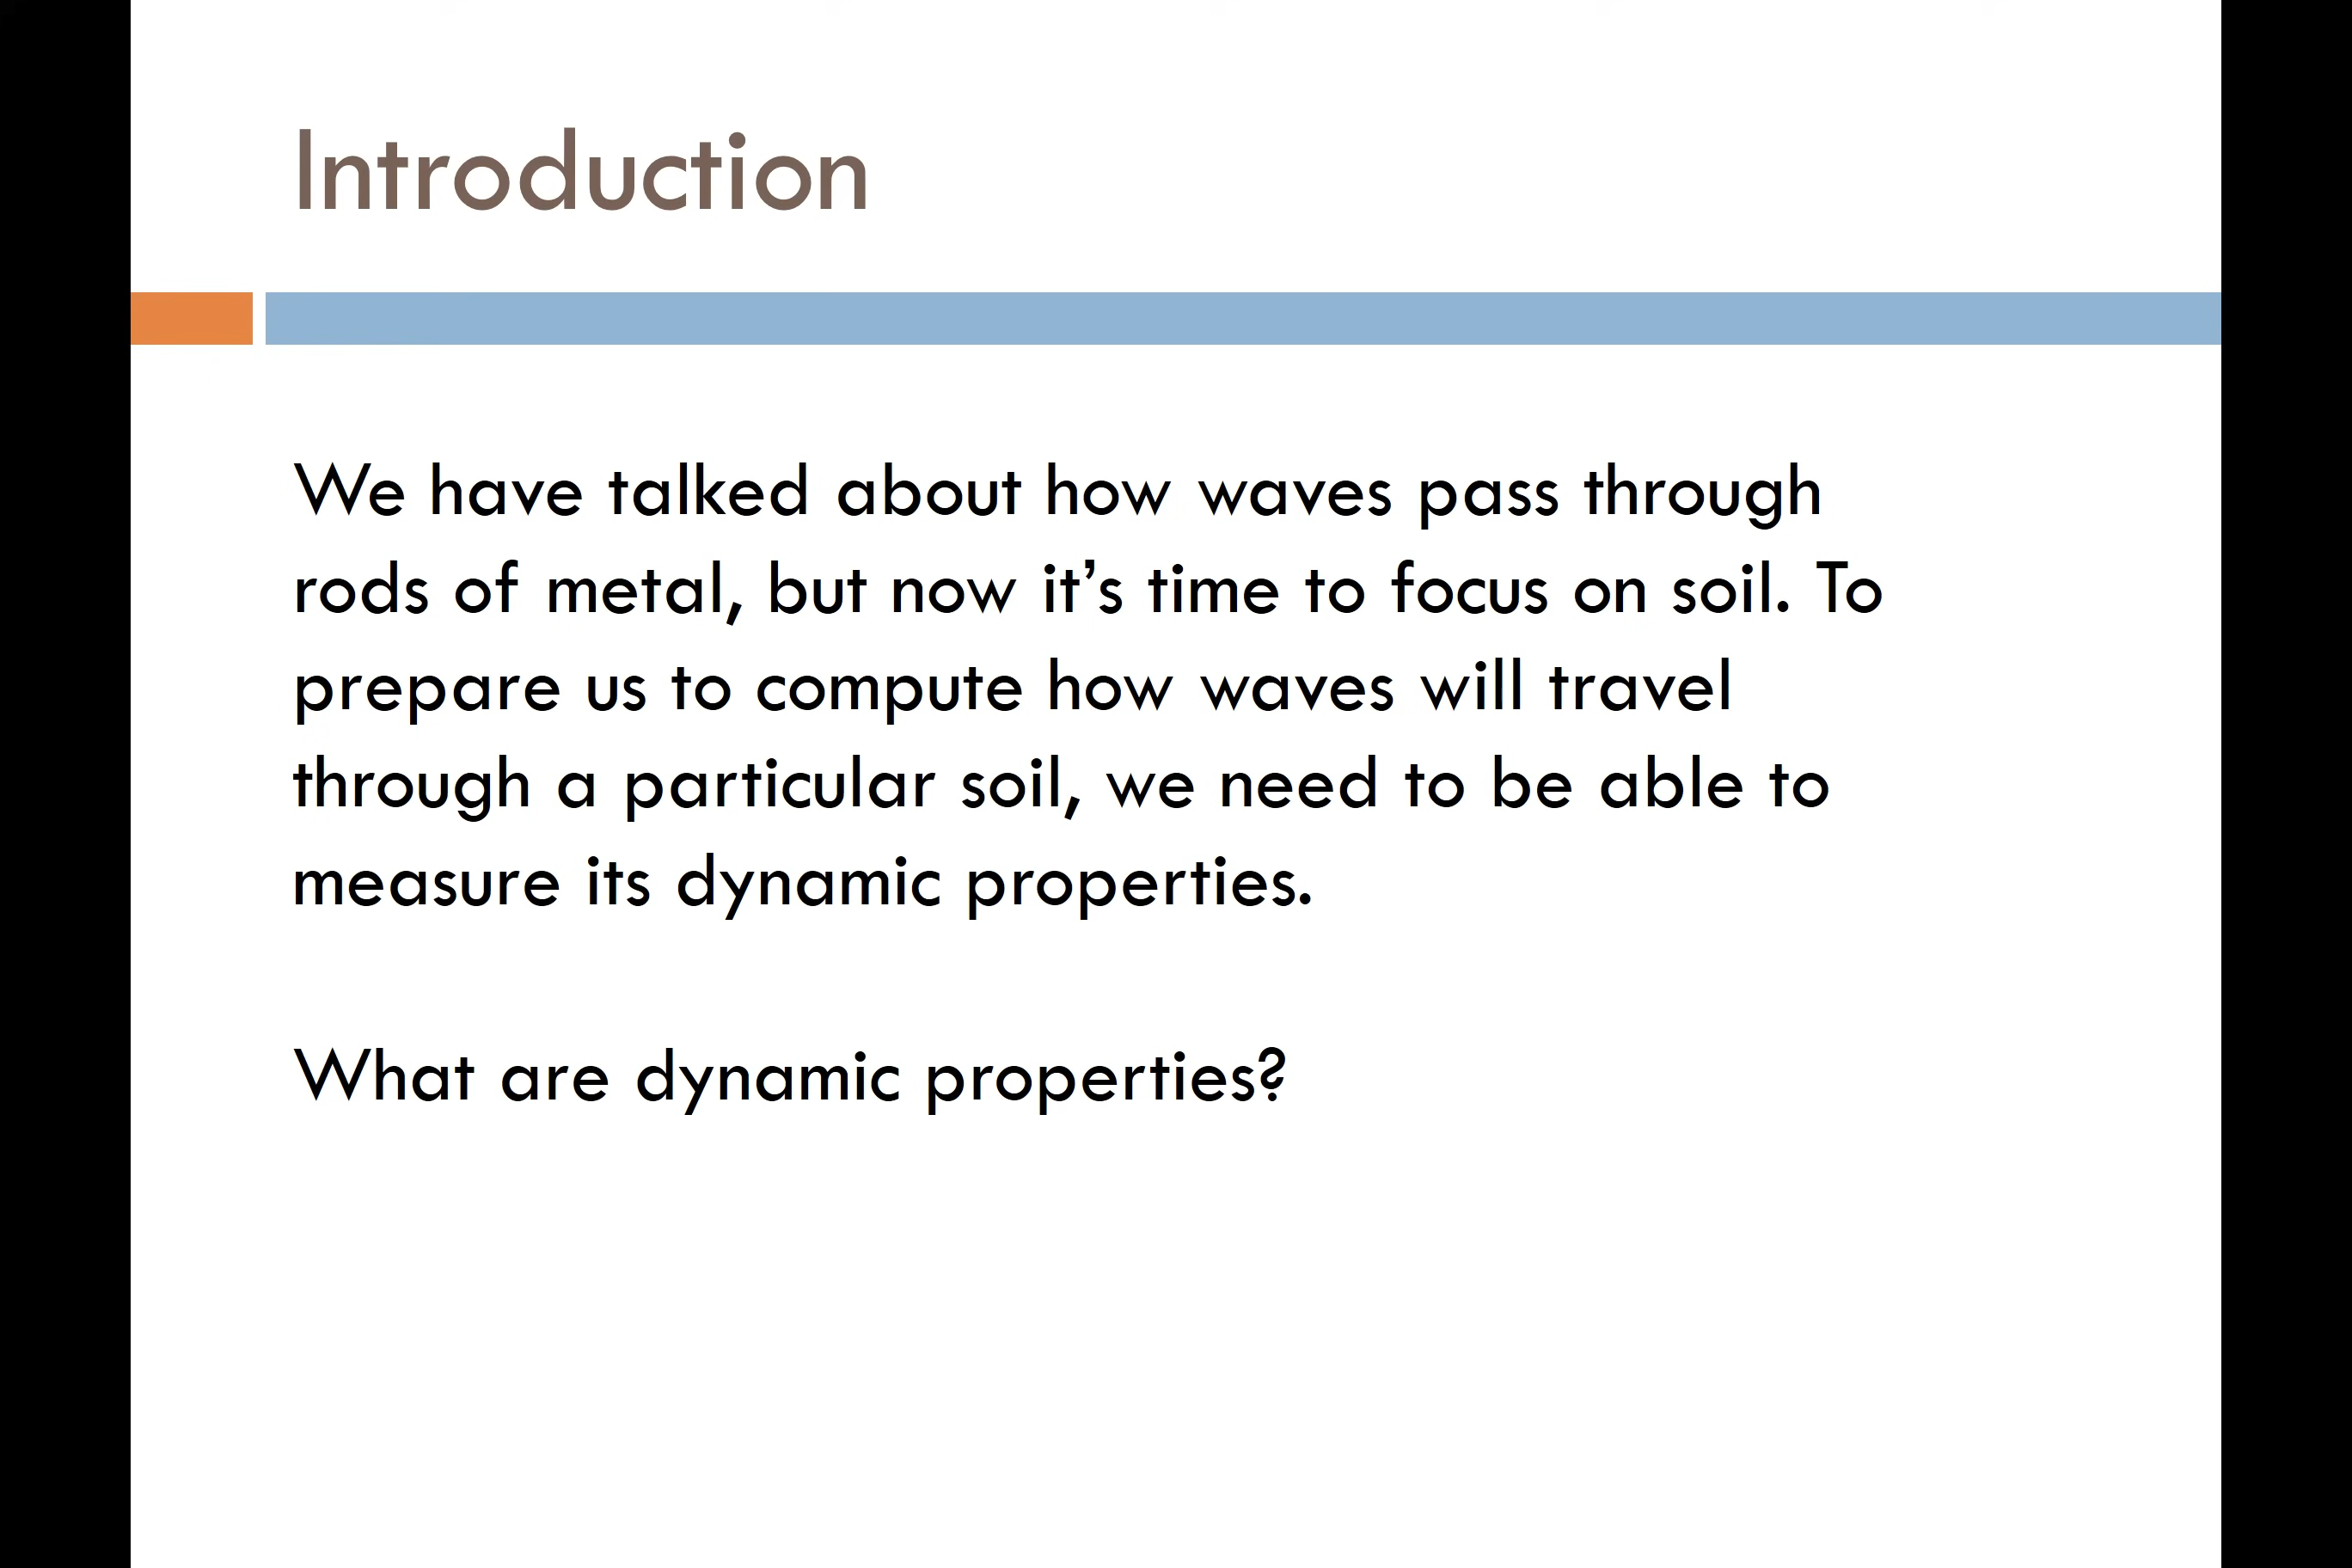 Introduction
We have talked about how waves pass through
rods of metal, but now it’s time to focus on soil. To
prepare us to compute how waves will travel
through a particular soil, we need to be able to
measure its dynamic properties.
What are dynamic properties?